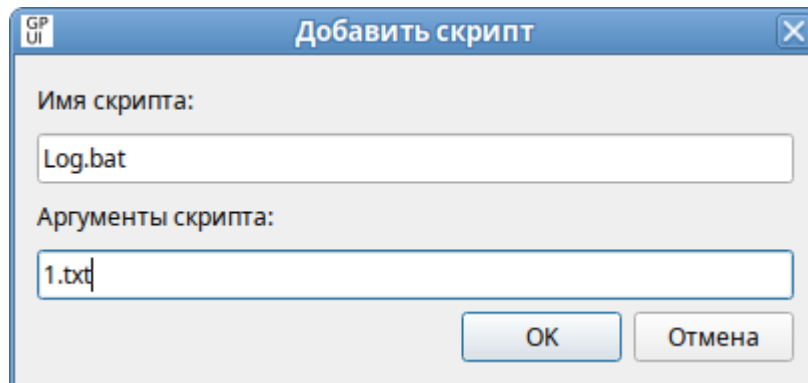 GP
UI
Добавить скрипт
Имя скрипта:
Log.bat
Аргументы скрипта:
1.txt
OK
Отмена